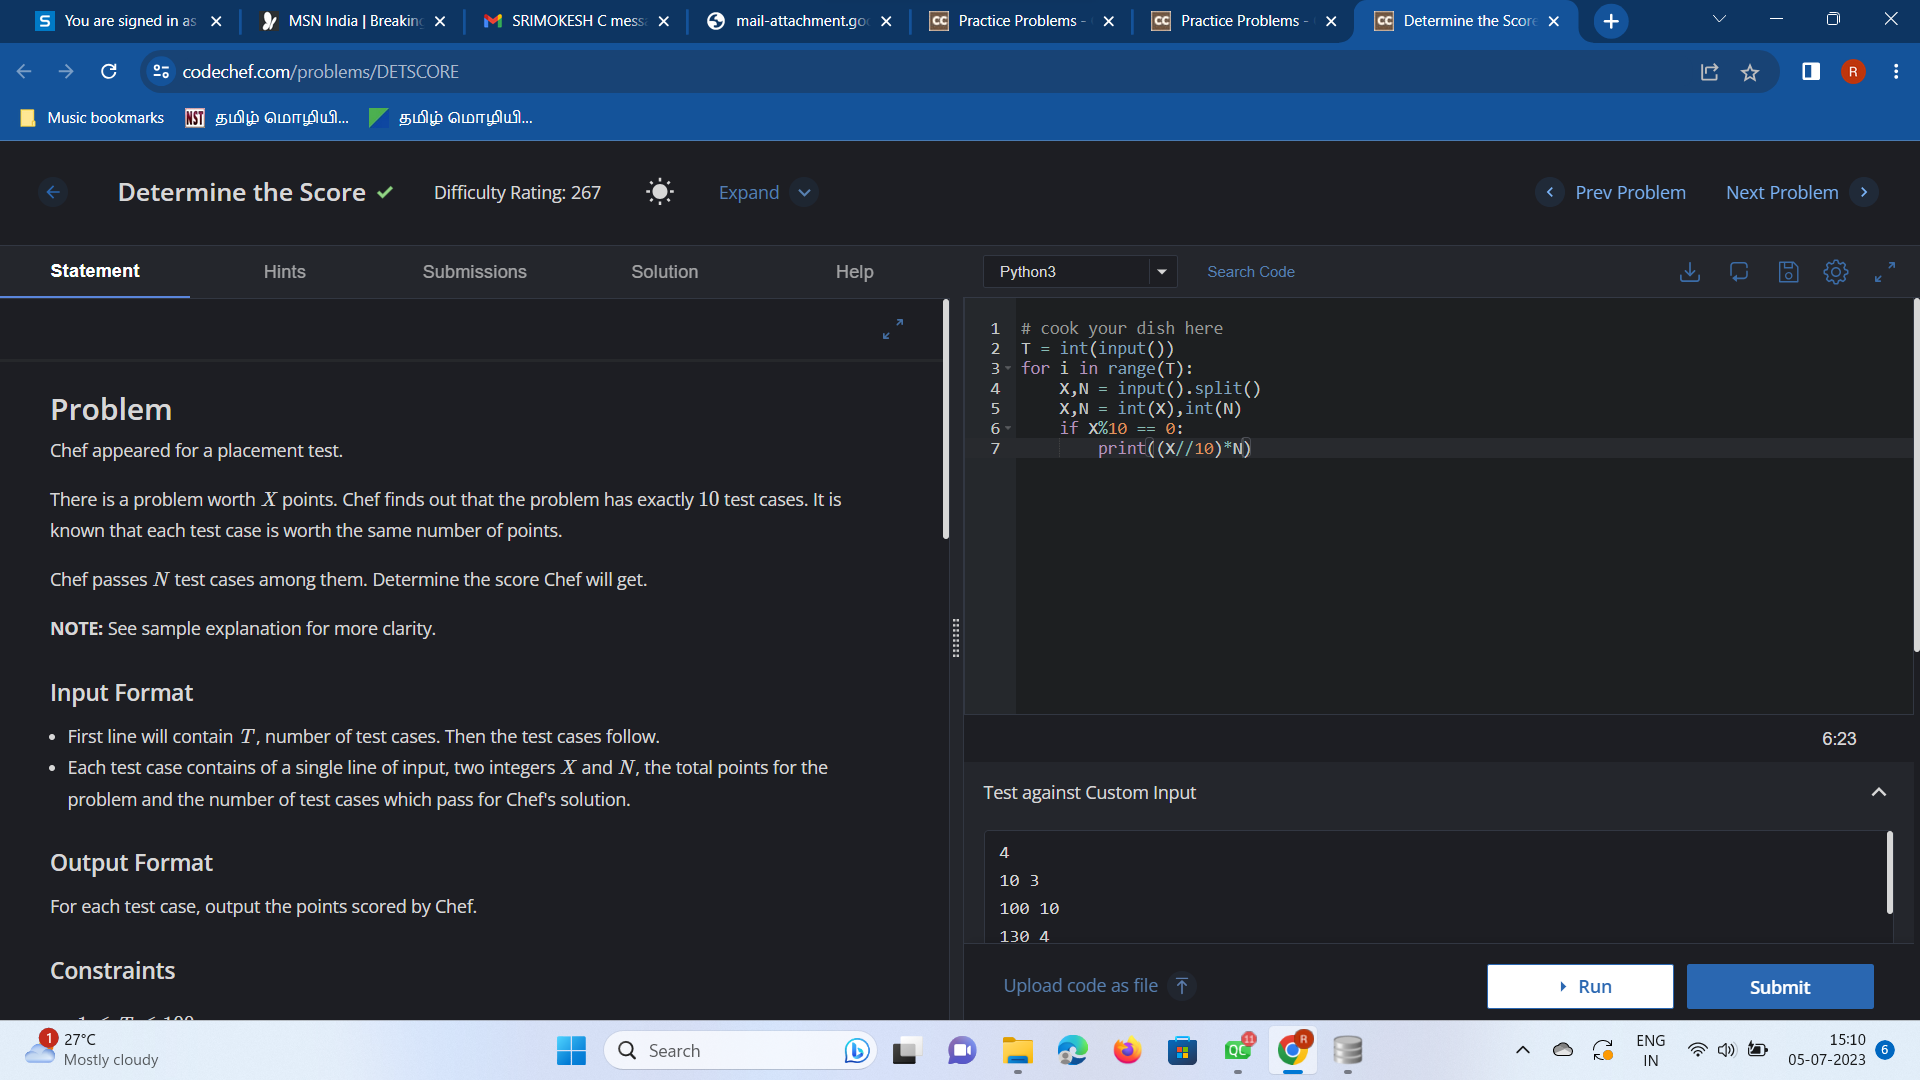 You are signed in as
MSN India | Breaking
SRIMOKESH C mess
mail-attachment.goo
CC Practice Problems -
CC Practice Problems -
CC Determine the Score
codechef.com/problems/DETSCORE
R
Music bookmarks
NST தமிழ் மொழியி...
தமிழ் மொழியி...
Determine the Score
Difficulty Rating: 267
Expand
Prev Problem
Next Problem
Statement
Hints
Submissions
Solution
Help
Python3
Search Code
Problem
Chef appeared for a placement test.
There is a problem worth X points. Chef finds out that the problem has exactly 10 test cases. It is
known that each test case is worth the same number of points.
Chef passes N test cases among them. Determine the score Chef will get.
NOTE: See sample explanation for more clarity.
Input Format
• First line will contain T, number of test cases. Then the test cases follow.
• Each test case contains of a single line of input, two integers X and N, the total points for the
problem and the number of test cases which pass for Chef's solution.
Output Format
For each test case, output the points scored by Chef.
Constraints
1 # cook your dish here
2 T = int(input())
3 for i in range(T):
4 X,N = input().split()
5 X,N = int(X),int(N)
6 if X%10 == 0:
7 print((X//10)*N)
6:23
Test against Custom Input
4
10 3
100 10
130 4
Upload code as file
Run
Submit
1
27°C
Mostly cloudy
Search
QC
11
R
ENG
IN
15:10
05-07-2023
6